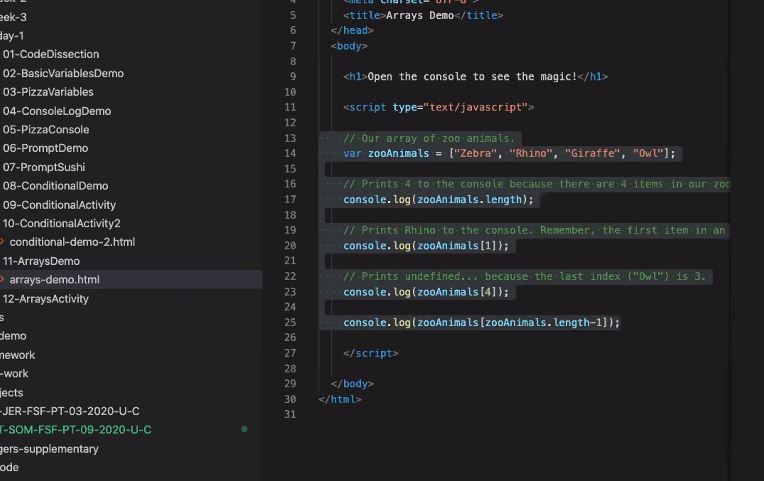 eek-3
day-1
01-CodeDissection
02-BasicVariablesDemo
03-PizzaVariables
04-ConsoleLogDemo
05-PizzaConsole
06-PromptDemo
07-PromptSushi
08-ConditionalDemo
09-ConditionalActivity
10-ConditionalActivity2
conditional-demo-2.html
11-ArraysDemo
arrays-demo.html
12-ArraysActivity
s
demo
mework
-work
jects
-JER-FSF-PT-03-2020-U-C
T-SOM-FSF-PT-09-2020-U-C
gers-supplementary
ode
5 <title>Arrays Demo</title>
6 </head>
7 <body>
8
9 <h1>Open the console to see the magic!</h1>
10
11 <script type="text/javascript">
12
13 // Our array of zoo animals.
14 var zooAnimals = ["Zebra", "Rhino", "Giraffe", "Owl"];
15
16 // Prints 4 to the console because there are 4 items in our zoo
17 console.log(zooAnimals.length);
18
19 // Prints Rhino to the console. Remember, the first item in an
20 console.log(zooAnimals[1]);
21
22 // Prints undefined... because the last index ("Owl") is 3.
23 console.log(zooAnimals[4]);
24
25 console.log(zooAnimals[zooAnimals.length-1]);
26
27 </script>
28
29 </body>
30 </html>
31